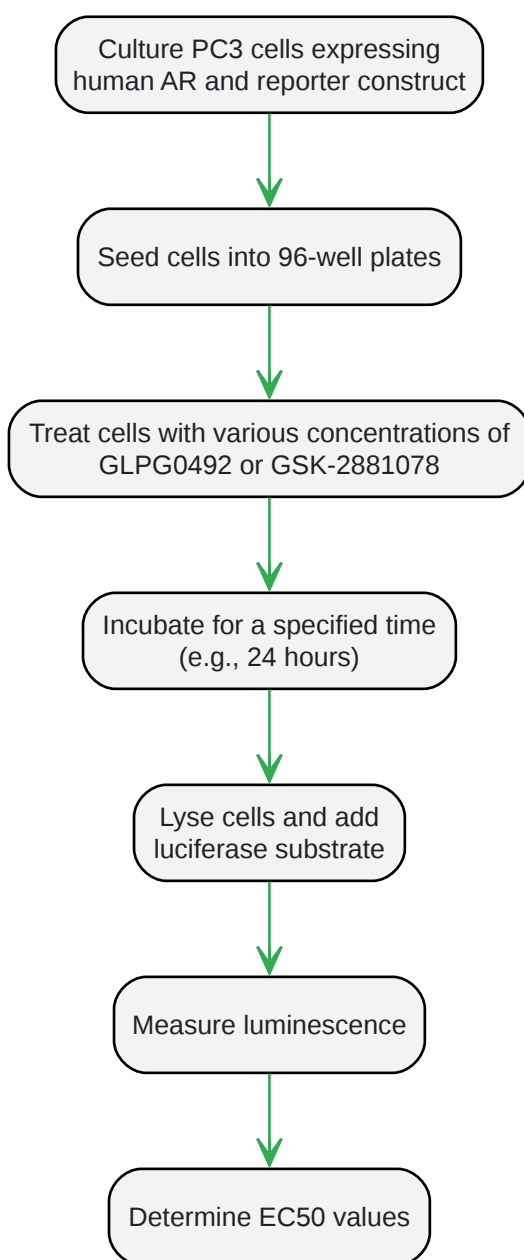 Culture PC3 cells expressing
human AR and reporter construct
Seed cells into 96-well plates
Treat cells with various concentrations of
GLPG0492 or GSK-2881078
Incubate for a specified time
(e.g., 24 hours)
Lyse cells and add
luciferase substrate
Measure luminescence
Determine EC50 values